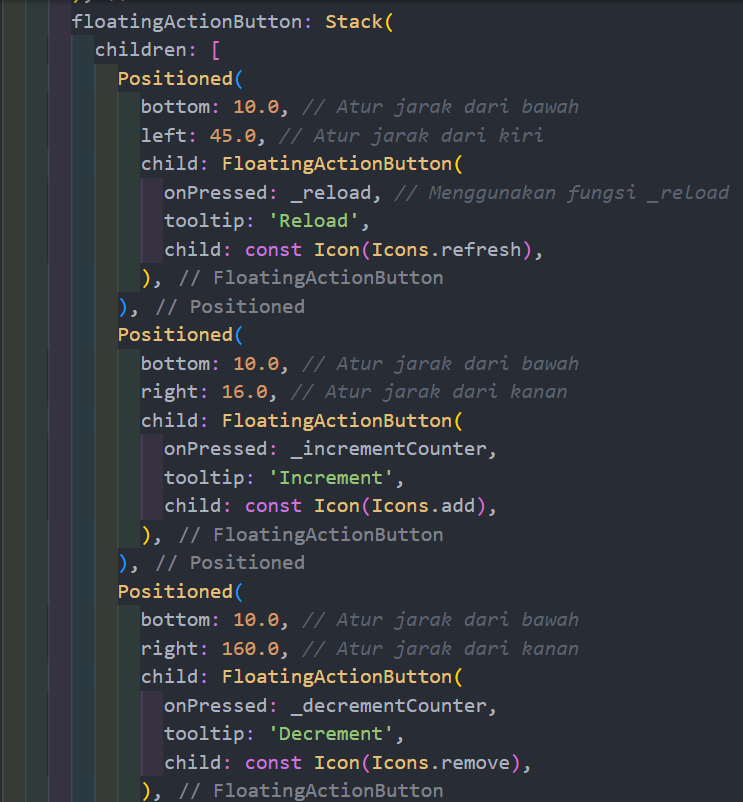 floatingActionButton: Stack(
children: [
Positioned(
bottom: 10.0, // Atur jarak dari bawah
left: 45.0, // Atur jarak dari kiri
child: FloatingActionButton(
onPressed: _reload, // Menggunakan fungsi _reload
tooltip: 'Reload',
child: const Icon(Icons.refresh),
), // FloatingActionButton
), // Positioned
Positioned(
bottom: 10.0, // Atur jarak dari bawah
right: 16.0, // Atur jarak dari kanan
child: FloatingActionButton(
onPressed: _incrementCounter,
tooltip: 'Increment',
child: const Icon(Icons.add),
), // FloatingActionButton
), // Positioned
Positioned(
bottom: 10.0, // Atur jarak dari bawah
right: 160.0, // Atur jarak dari kanan
child: FloatingActionButton(
onPressed: _decrementCounter,
tooltip: 'Decrement',
child: const Icon(Icons.remove),
), // FloatingActionButton